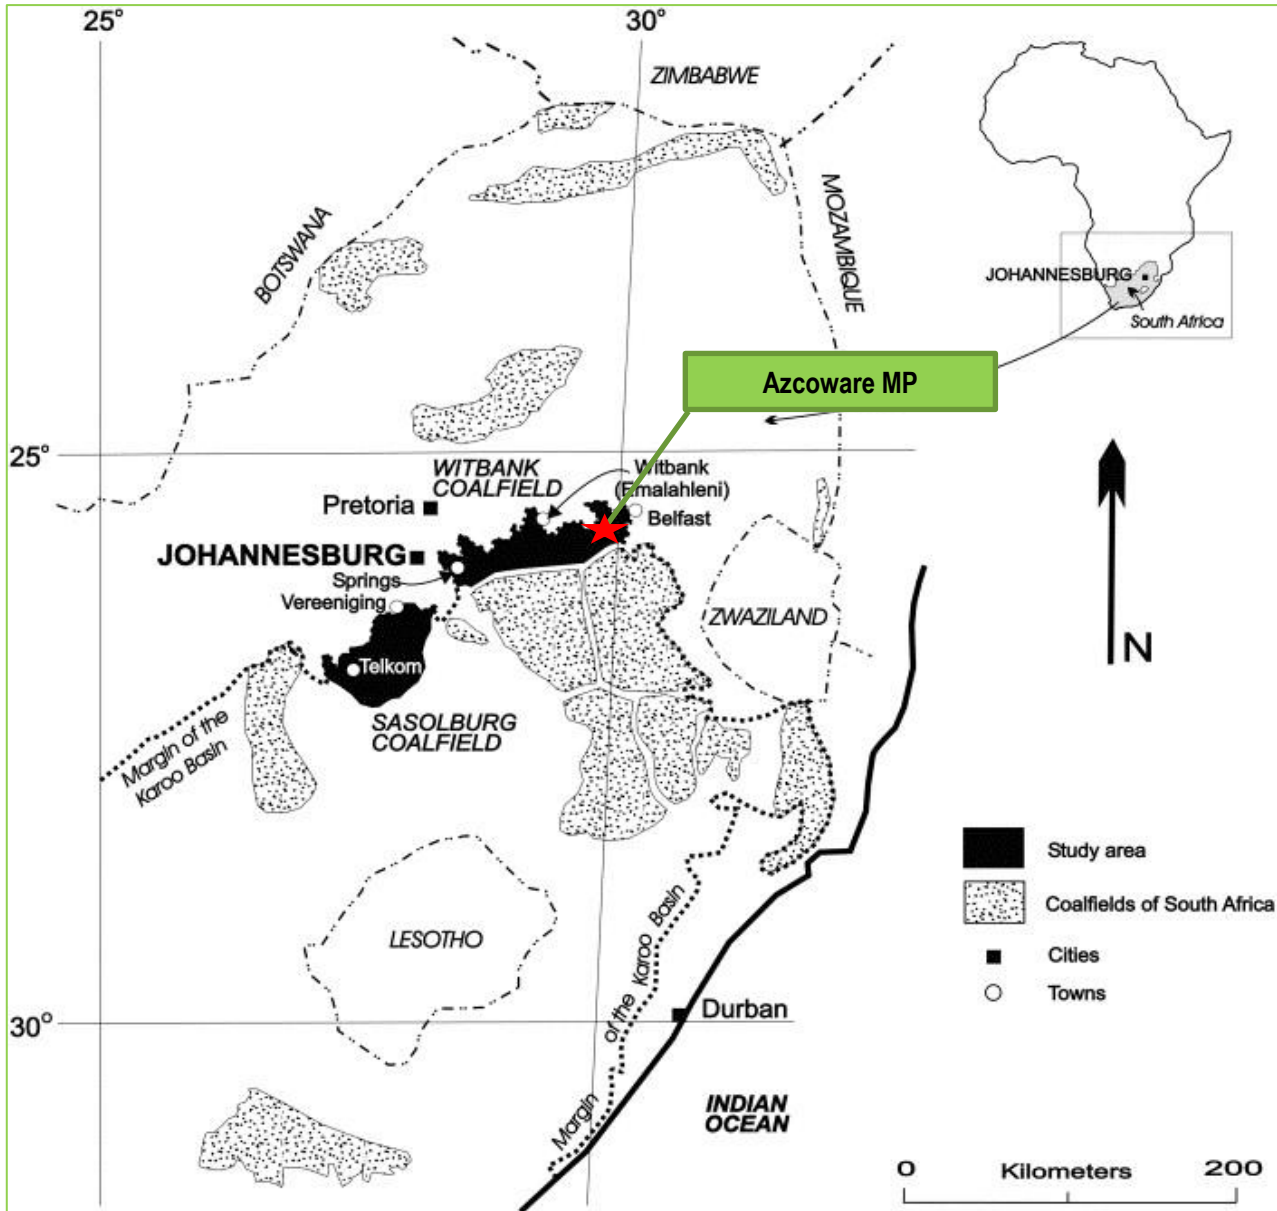 25°
30°
ZIMBABWE
BOTSWANA
MOZAMBIQUE
JOHANNESBURG
South Africa
Azcoware MP
25°
WITBANK
COALFIELD
Witbank
(Emalahleni)
Pretoria
Belfast
JOHANNESBURG
Springs
Vereeniging
ZWAZILAND
Telkom
N
SASOLBURG
COALFIELD
Margin of the
Karoo Basin
Study area
Coalfields of South Africa
Cities
Towns
LESOTHO
Margin of the Karoo Basin
30°
Durban
INDIAN
OCEAN
0 Kilometers 200